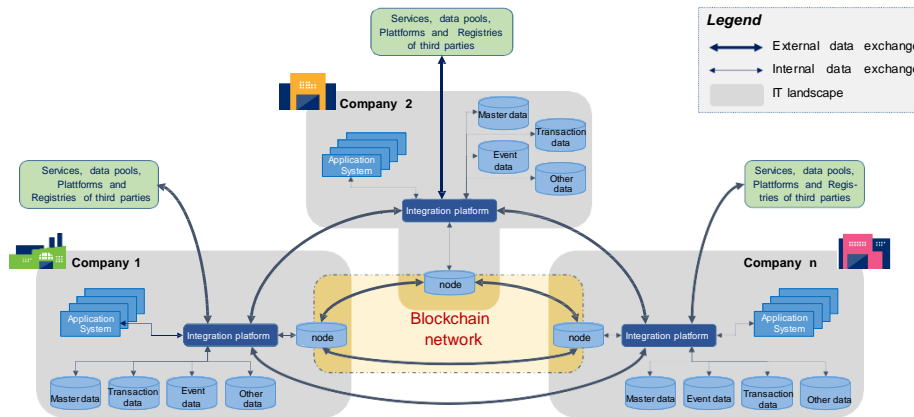 Services, data pools,
Plattforms and Registries
of third parties
Legend
External data exchange
Internal data exchange
IT landscape
Company 2
Master data
Transaction
data
Event
data
Other
data
Application
System
Integration platform
Services, data pools,
Plattforms and
Registries of third parties
Services, data pools,
Plattforms and Regis-
tries of third parties
Company 1
Company n
node
Blockchain
network
Application
System
Integration platform
node
node
Integration platform
Application
System
Master data
Transaction
data
Event
data
Other
data
Master data
Event data
Transaction
data
Other data